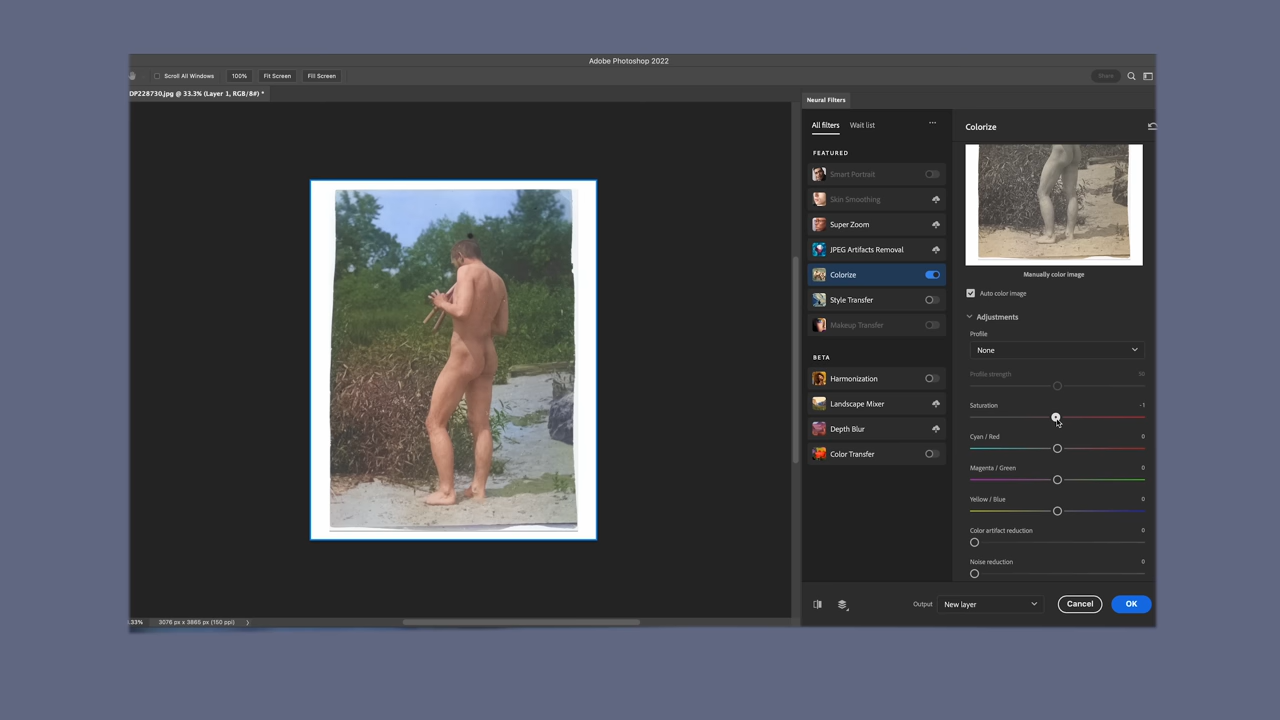 Adobe Photoshop 2022
Scroll All Windows 100% Fit Screen Fill Screen Share
DP228730.jpg @ 33.3% (Layer 1, RGB/8#) *
Neural Filters
All filters Wait list ...
Colorize
FEATURED
Smart Portrait
Skin Smoothing
Super Zoom
JPEG Artifacts Removal
Colorize
Style Transfer
Makeup Transfer
BETA
Harmonization
Landscape Mixer
Depth Blur
Color Transfer
Manually color image
Auto color image
Adjustments
Profile
None
Profile strength 50
Saturation -1
Cyan / Red 0
Magenta / Green 0
Yellow / Blue 0
Color artifact reduction 0
Noise reduction 0
Output New layer Cancel OK
.33% 3076 px x 3865 px (150 ppi)